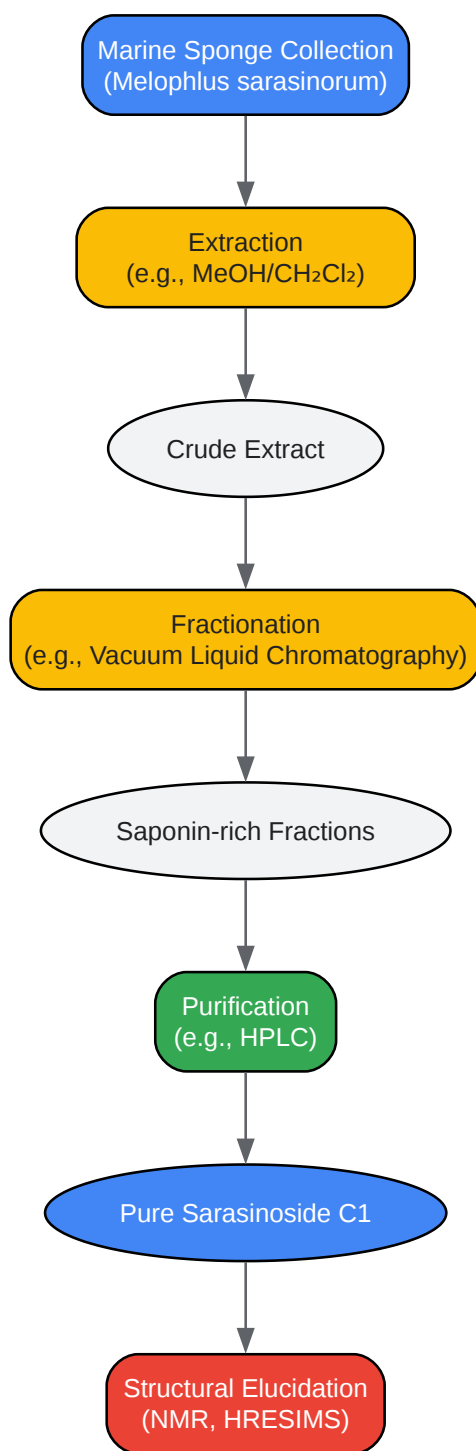 Marine Sponge Collection
(Melophlus sarasinorum)
Extraction
(e.g., MeOH/CH₂Cl₂)
Crude Extract
Fractionation
(e.g., Vacuum Liquid Chromatography)
Saponin-rich Fractions
Purification
(e.g., HPLC)
Pure Sarasinoside C1
Structural Elucidation
(NMR, HRESIMS)